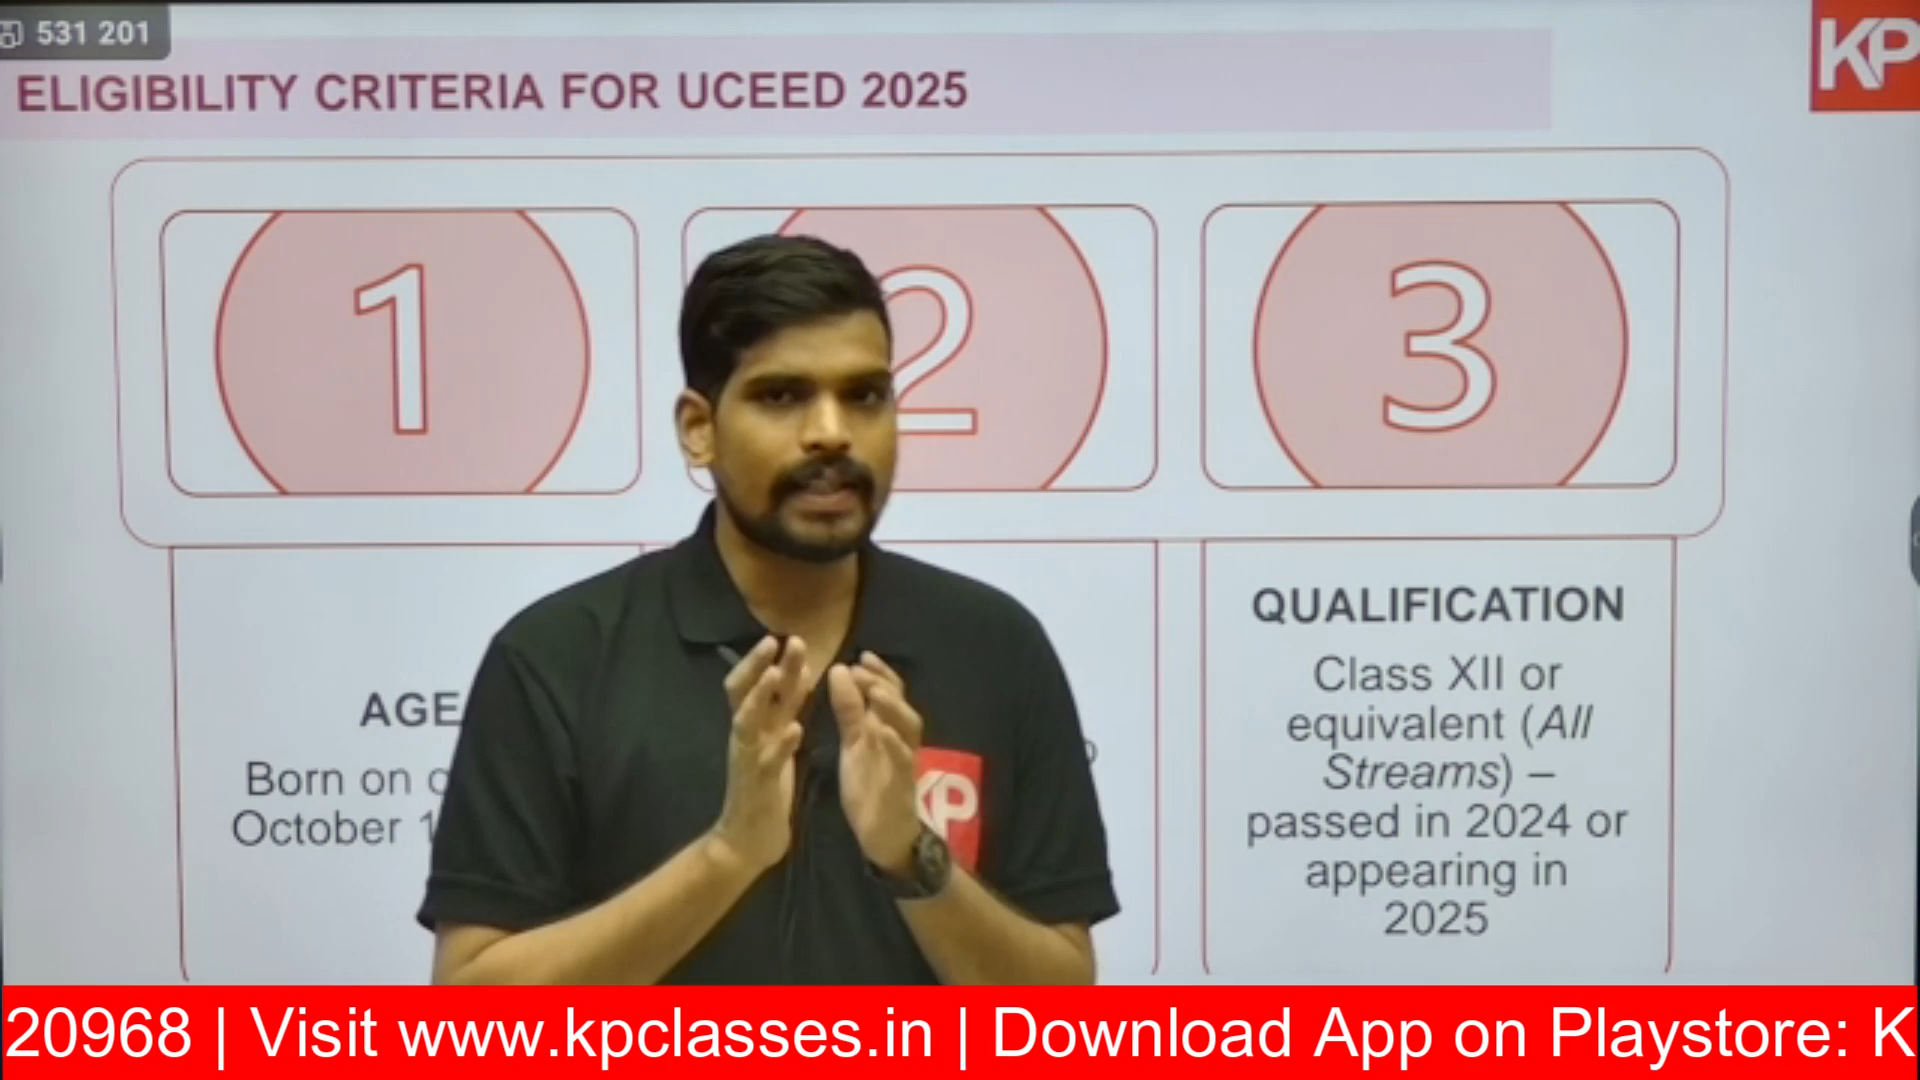 531 201
KP
ELIGIBILITY CRITERIA FOR UCEED 2025
1
2
3
AGE
Born on
October 1
QUALIFICATION
Class XII or
equivalent (All
Streams) –
passed in 2024 or
appearing in
2025
KP
20968 | Visit www.kpclasses.in | Download App on Playstore: K